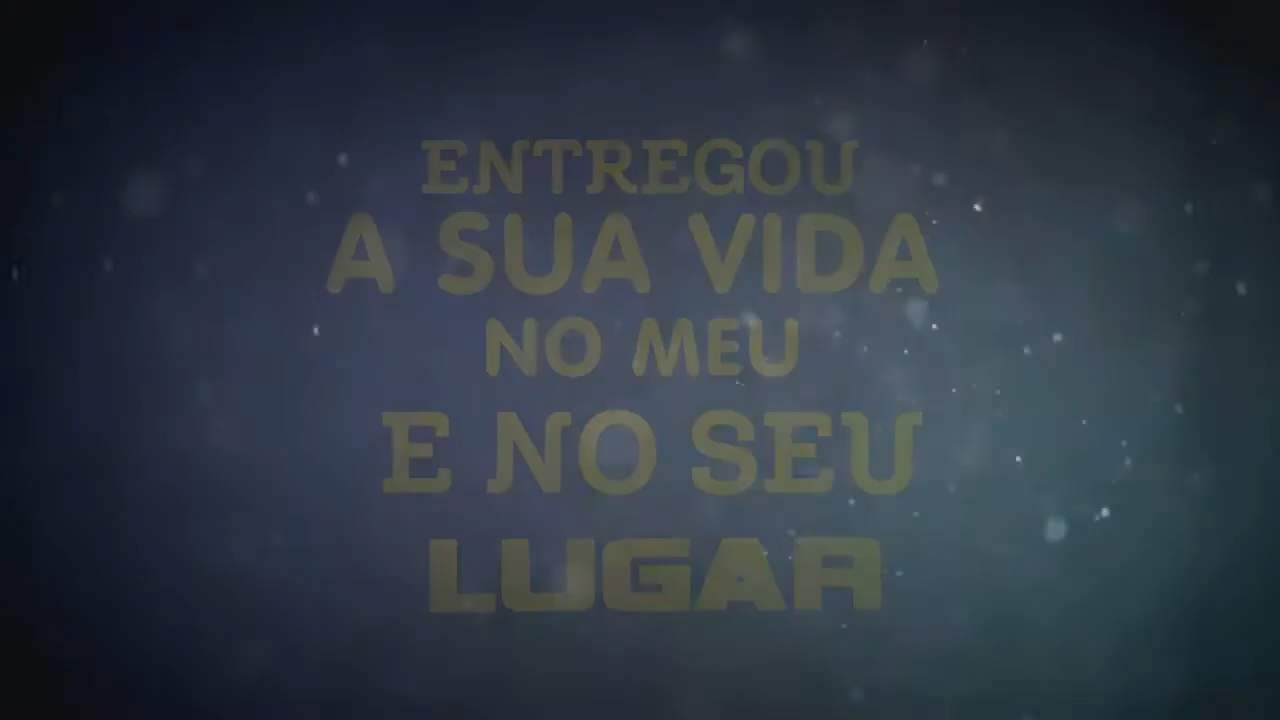 ENTREGOU
A SUA VIDA
NO MEU
E NO SEU
LUGAR